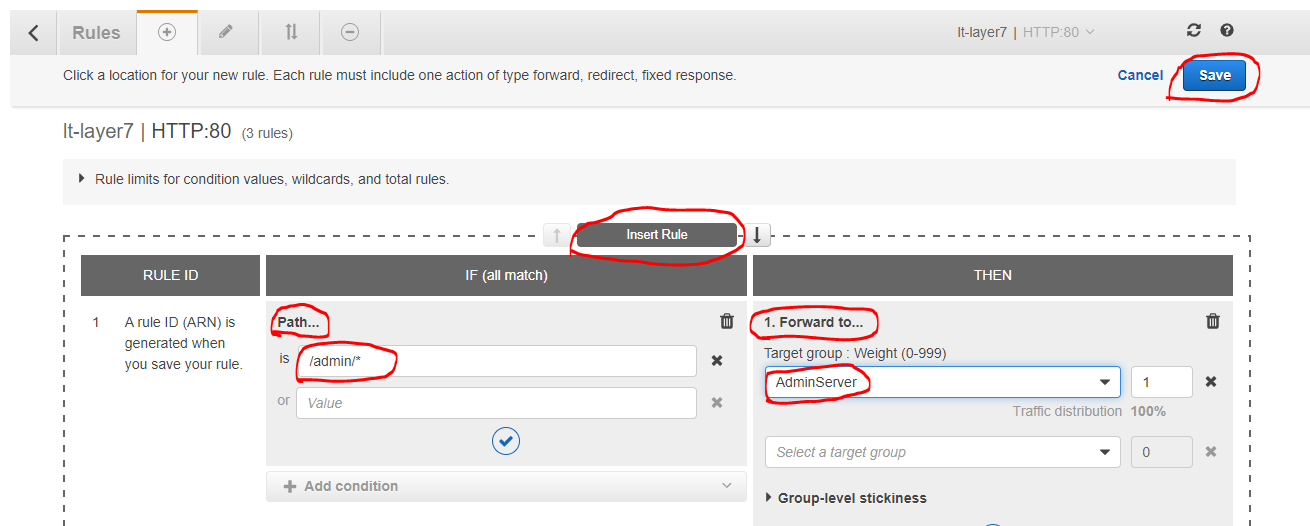 Rules
lt-layer7 | HTTP:80
Click a location for your new rule. Each rule must include one action of type forward, redirect, fixed response.
Cancel
Save
lt-layer7 | HTTP:80 (3 rules)
Rule limits for condition values, wildcards, and total rules.
Insert Rule
RULE ID
IF (all match)
THEN
1
A rule ID (ARN) is
generated when
you save your rule.
Path...
is
/admin/*
or
Value
Add condition
1. Forward to...
Target group : Weight (0-999)
AdminServer
1
Traffic distribution 100%
Select a target group
0
Group-level stickiness